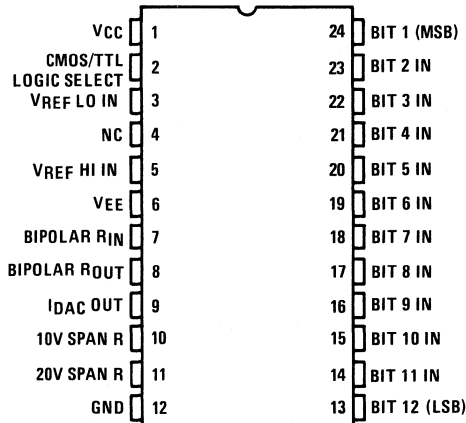 VCC 1 24 BIT 1 (MSB)
CMOS/TTL
LOGIC SELECT 2 23 BIT 2 IN
VREF LO IN 3 22 BIT 3 IN
NC 4 21 BIT 4 IN
VREF HI IN 5 20 BIT 5 IN
VEE 6 19 BIT 6 IN
BIPOLAR RIN 7 18 BIT 7 IN
BIPOLAR ROUT 8 17 BIT 8 IN
IDAC OUT 9 16 BIT 9 IN
10V SPAN R 10 15 BIT 10 IN
20V SPAN R 11 14 BIT 11 IN
GND 12 13 BIT 12 (LSB)